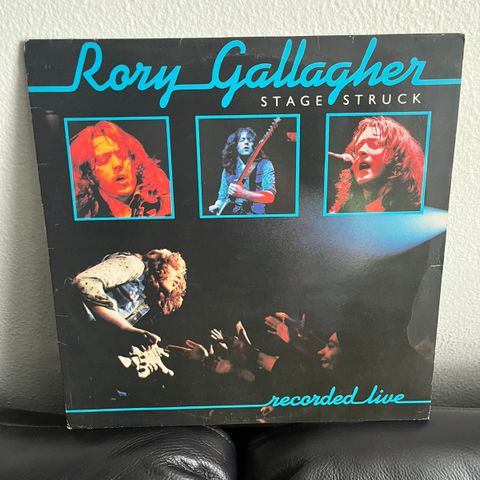 Rory Gallagher
STAGE STRUCK
recorded live